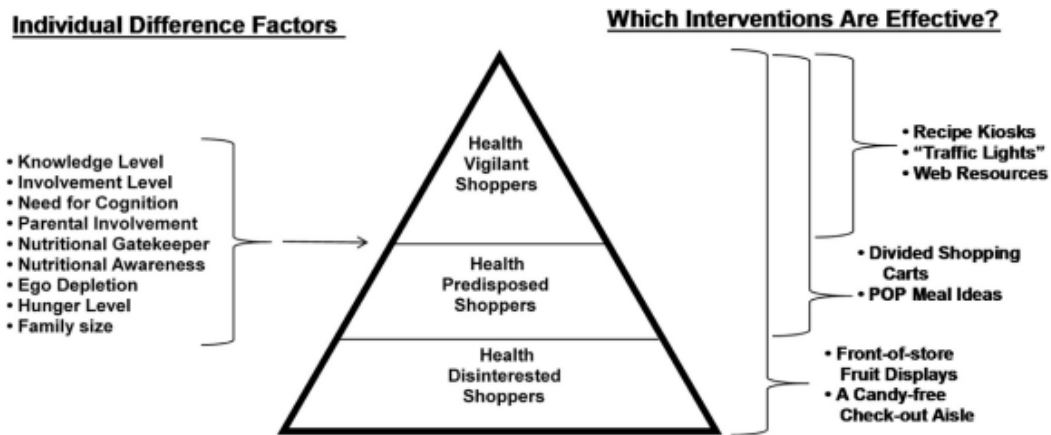 Individual Difference Factors
Which Interventions Are Effective?
• Knowledge Level
• Involvement Level
• Need for Cognition
• Parental Involvement
• Nutritional Gatekeeper
• Nutritional Awareness
• Ego Depletion
• Hunger Level
• Family size
Health
Vigilant
Shoppers
Health
Predisposed
Shoppers
Health
Disinterested
Shoppers
• Recipe Kiosks
• “Traffic Lights”
• Web Resources
• Divided Shopping
Carts
• POP Meal Ideas
• Front-of-store
Fruit Displays
• A Candy-free
Check-out Aisle